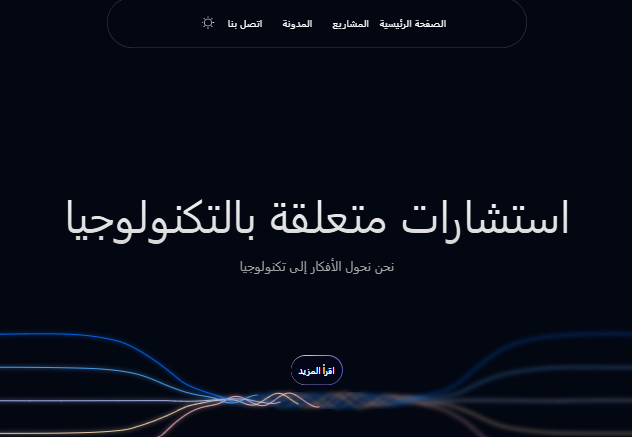 الصفحة الرئيسية المشاريع المدونة اتصل بنا
استشارات متعلقة بالتكنولوجيا
نحن نحول الأفكار إلى تكنولوجيا
اقرأ المزيد